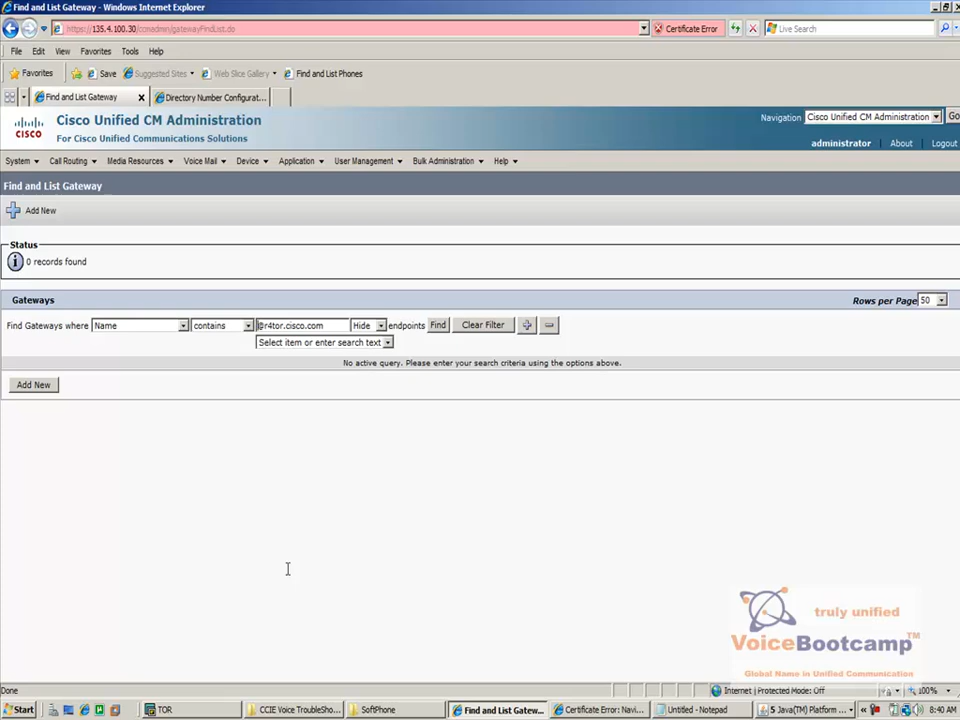 Find and List Gateway - Windows Internet Explorer
https://135.4.100.30/ccmadmin/gatewayFindList.do
Certificate Error
Live Search
File Edit View Favorites Tools Help
Favorites Save Suggested Sites Web Slice Gallery Find and List Phones
Find and List Gateway Directory Number Configurat...
CISCO
Cisco Unified CM Administration
For Cisco Unified Communications Solutions
Navigation Cisco Unified CM Administration Go
administrator About Logout
System Call Routing Media Resources Voice Mail Device Application User Management Bulk Administration Help
Find and List Gateway
Add New
Status
0 records found
Gateways
Rows per Page 50
Find Gateways where Name contains @r4tor.cisco.com Hide endpoints Find Clear Filter
Select item or enter search text
No active query. Please enter your search criteria using the options above.
Add New
truly unified
VoiceBootcamp™
Global Name in Unified Communication
Done
Internet | Protected Mode: Off
100%
Start
TOR
CCIE Voice TroubleSho...
SoftPhone
Find and List Gatew...
Certificate Error: Navi...
Untitled - Notepad
5 Java(TM) Platform ...
8:40 AM